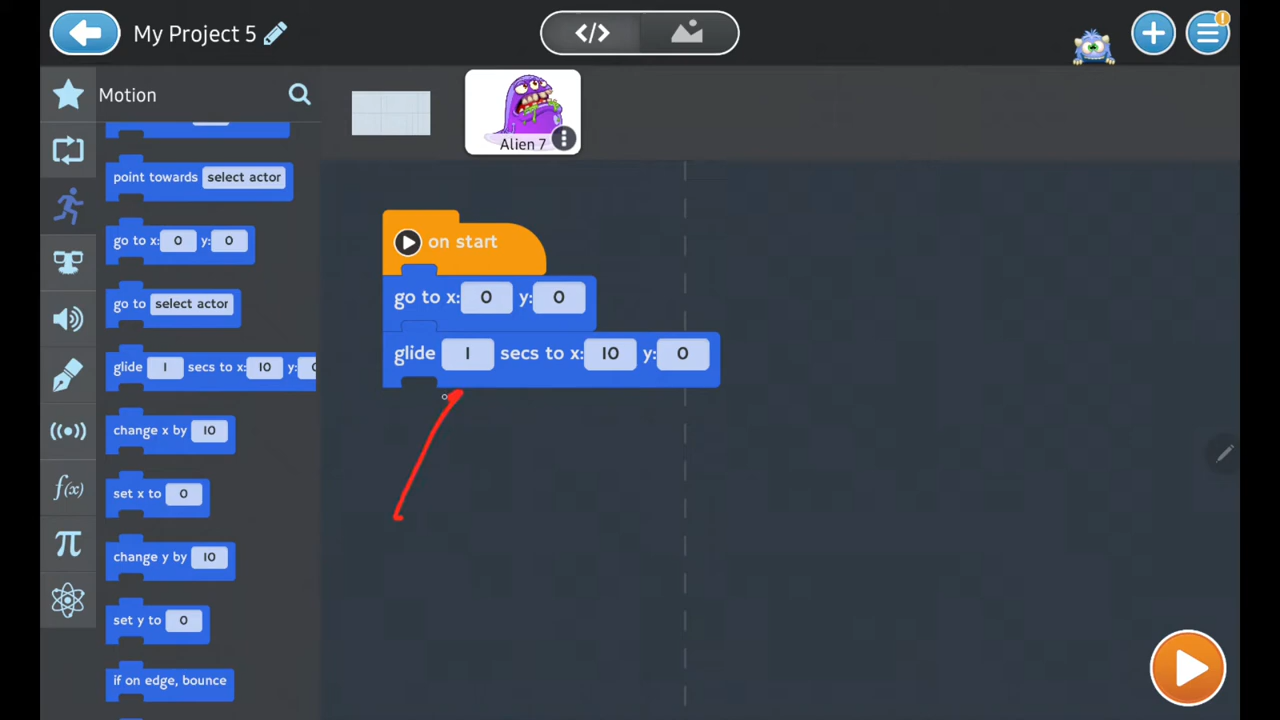 My Project 5
</>
!
Motion
Alien 7
point towards select actor
go to x: 0 y: 0
go to select actor
glide 1 secs to x: 10 y:
change x by 10
set x to 0
change y by 10
set y to 0
if on edge, bounce
f(x)
π
on start
go to x: 0 y: 0
glide 1 secs to x: 10 y: 0